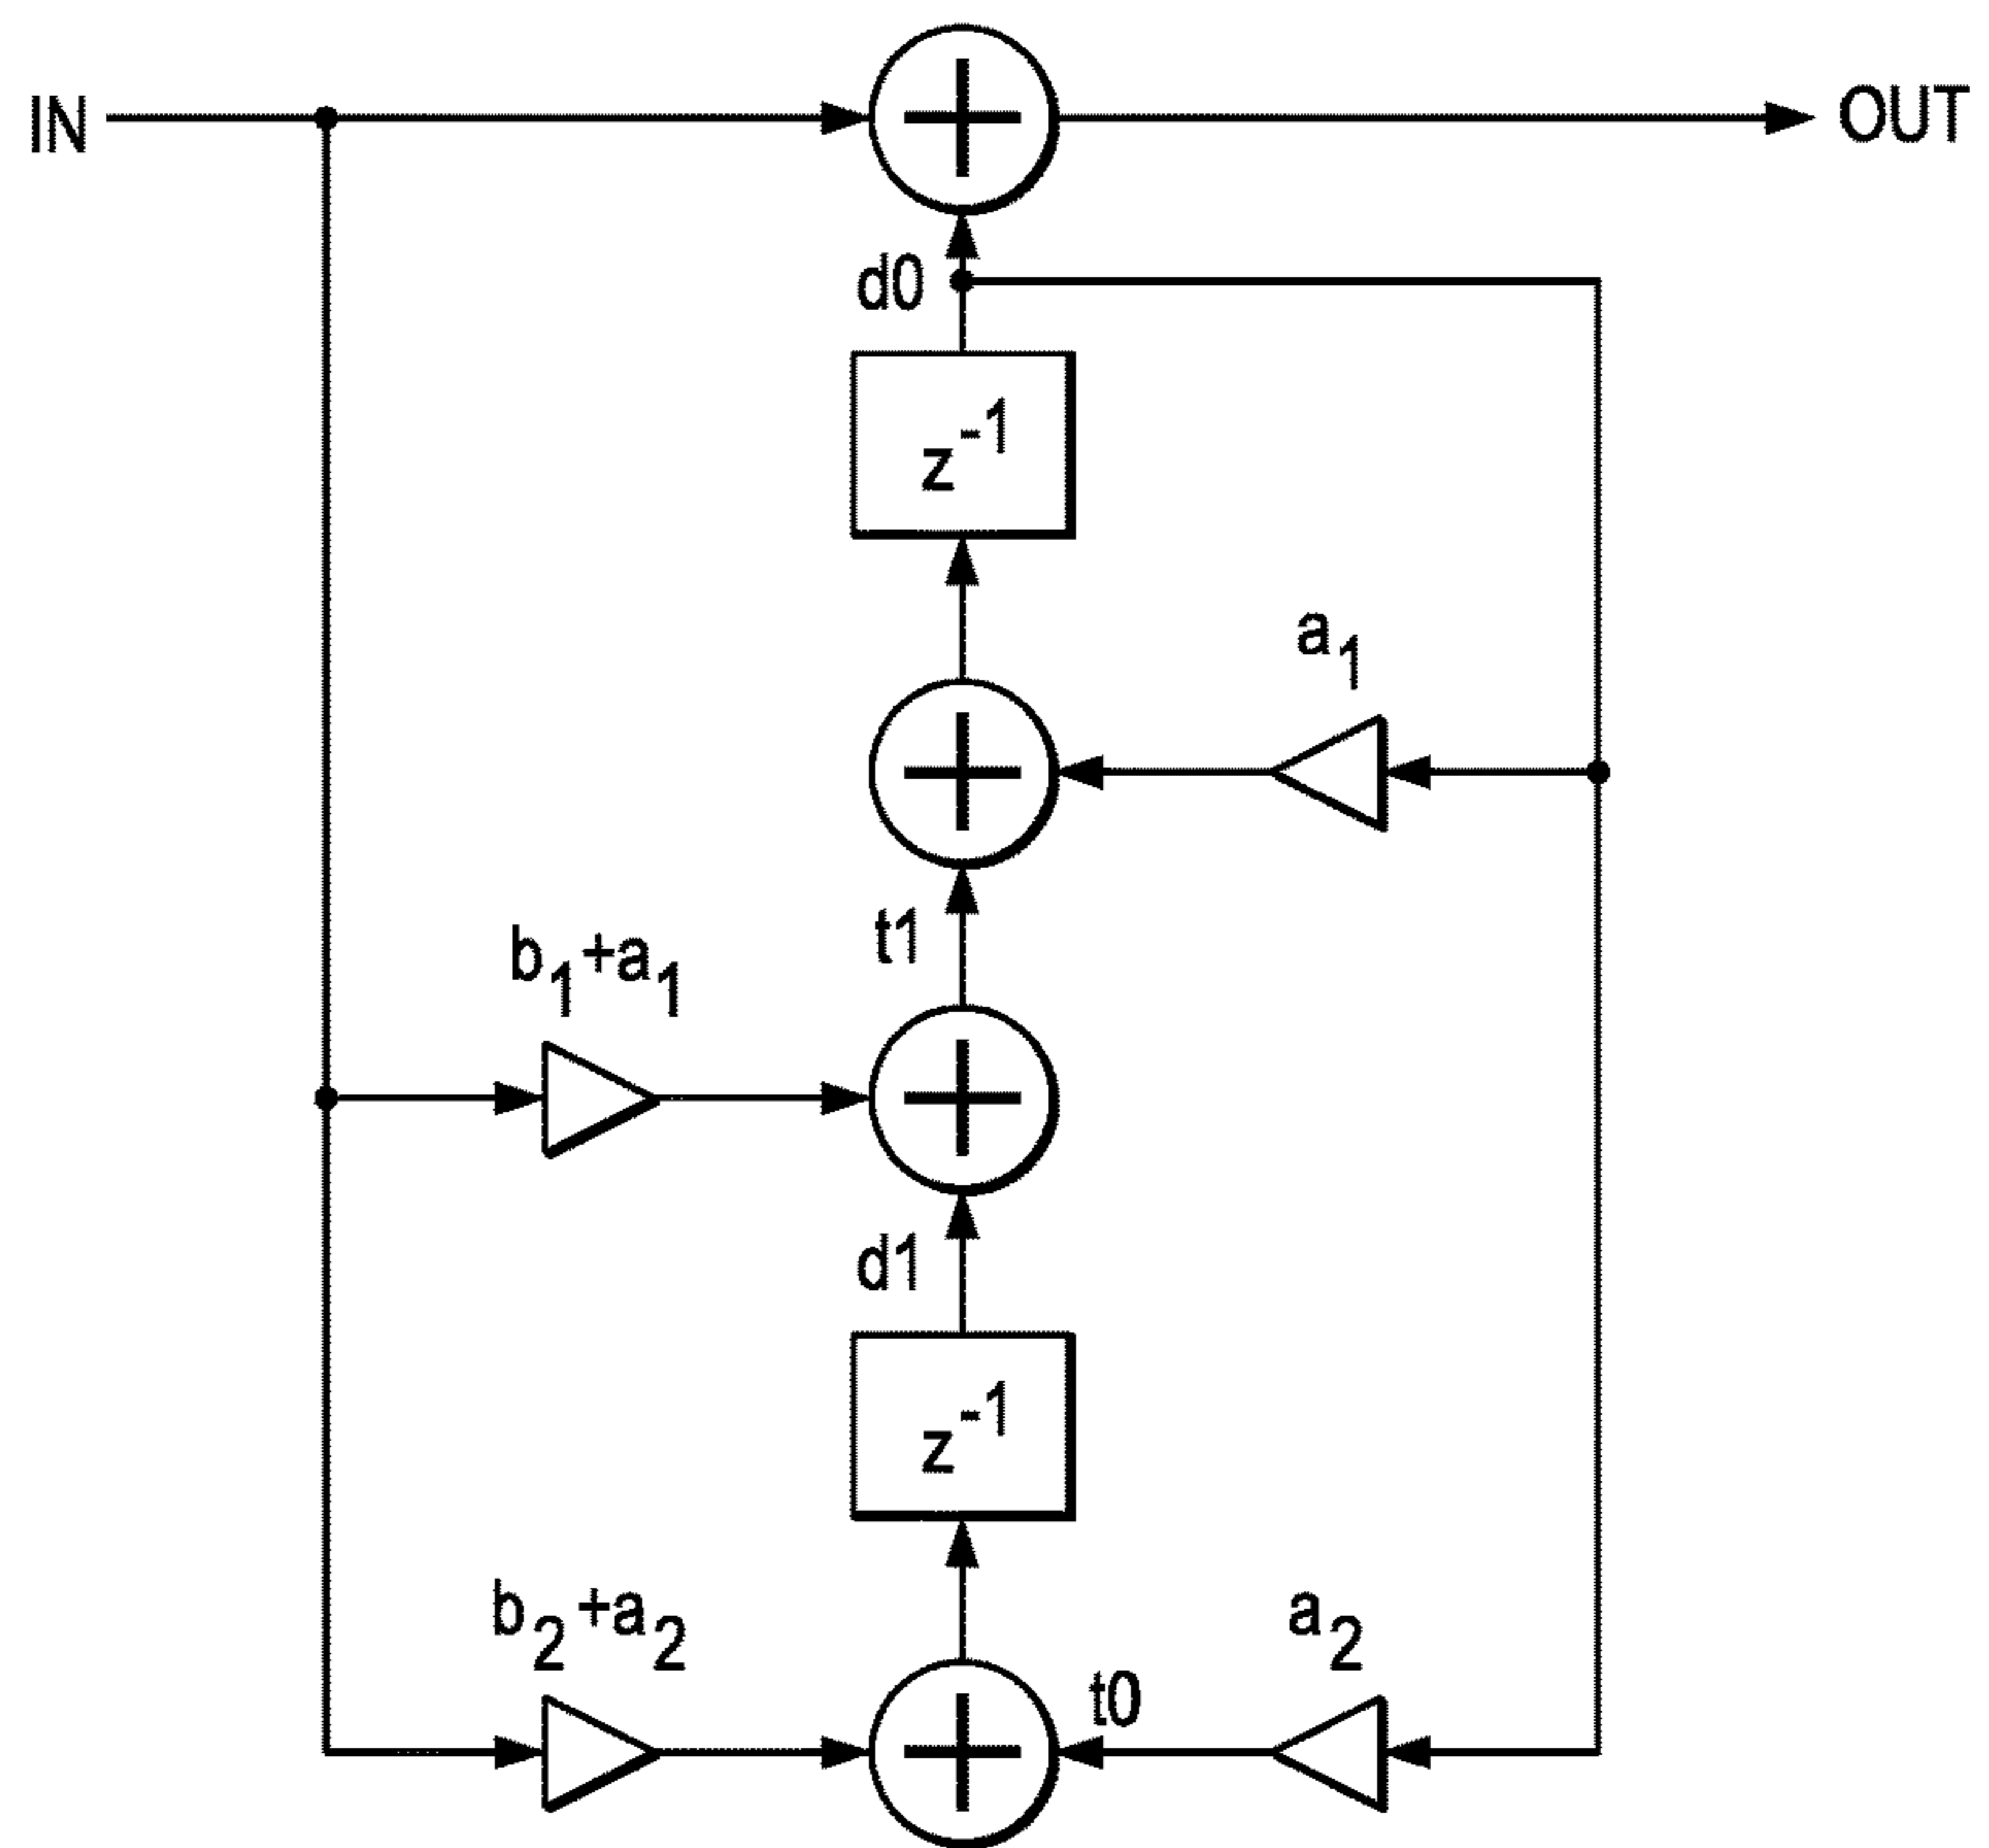 IN
OUT
d0
z⁻¹
a₁
t1
b₁+a₁
d1
z⁻¹
b₂+a₂
t0
a₂